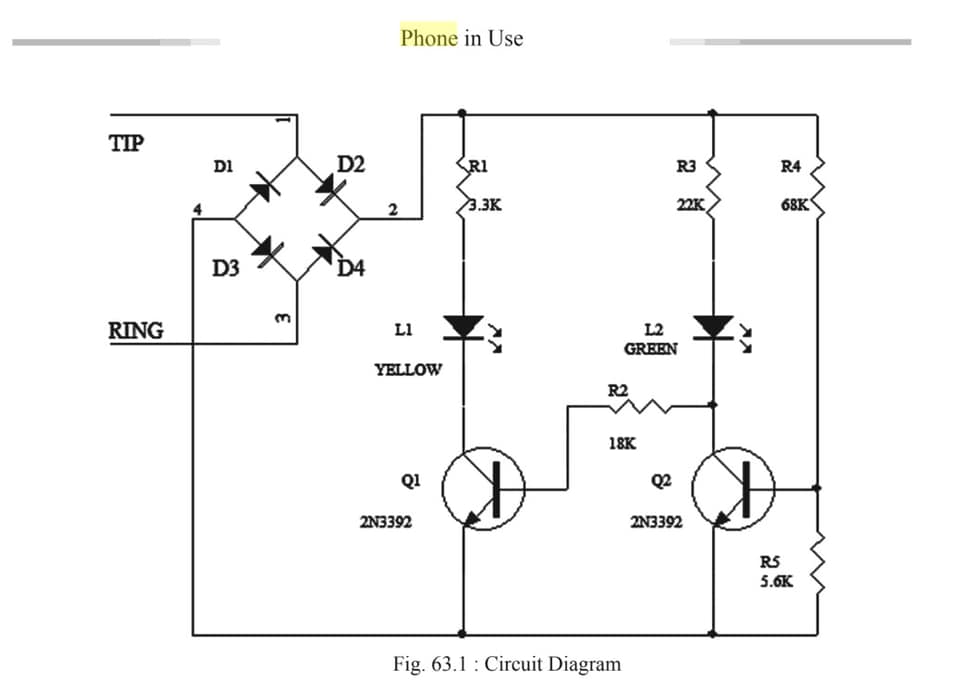 Phone in Use
TIP
1
D1
D2
R1
3.3K
R3
22K
R4
68K
4
2
D3
D4
3
RING
L1
YELLOW
L2
GREEN
R2
18K
Q1
2N3392
Q2
2N3392
R5
5.6K
Fig. 63.1 : Circuit Diagram